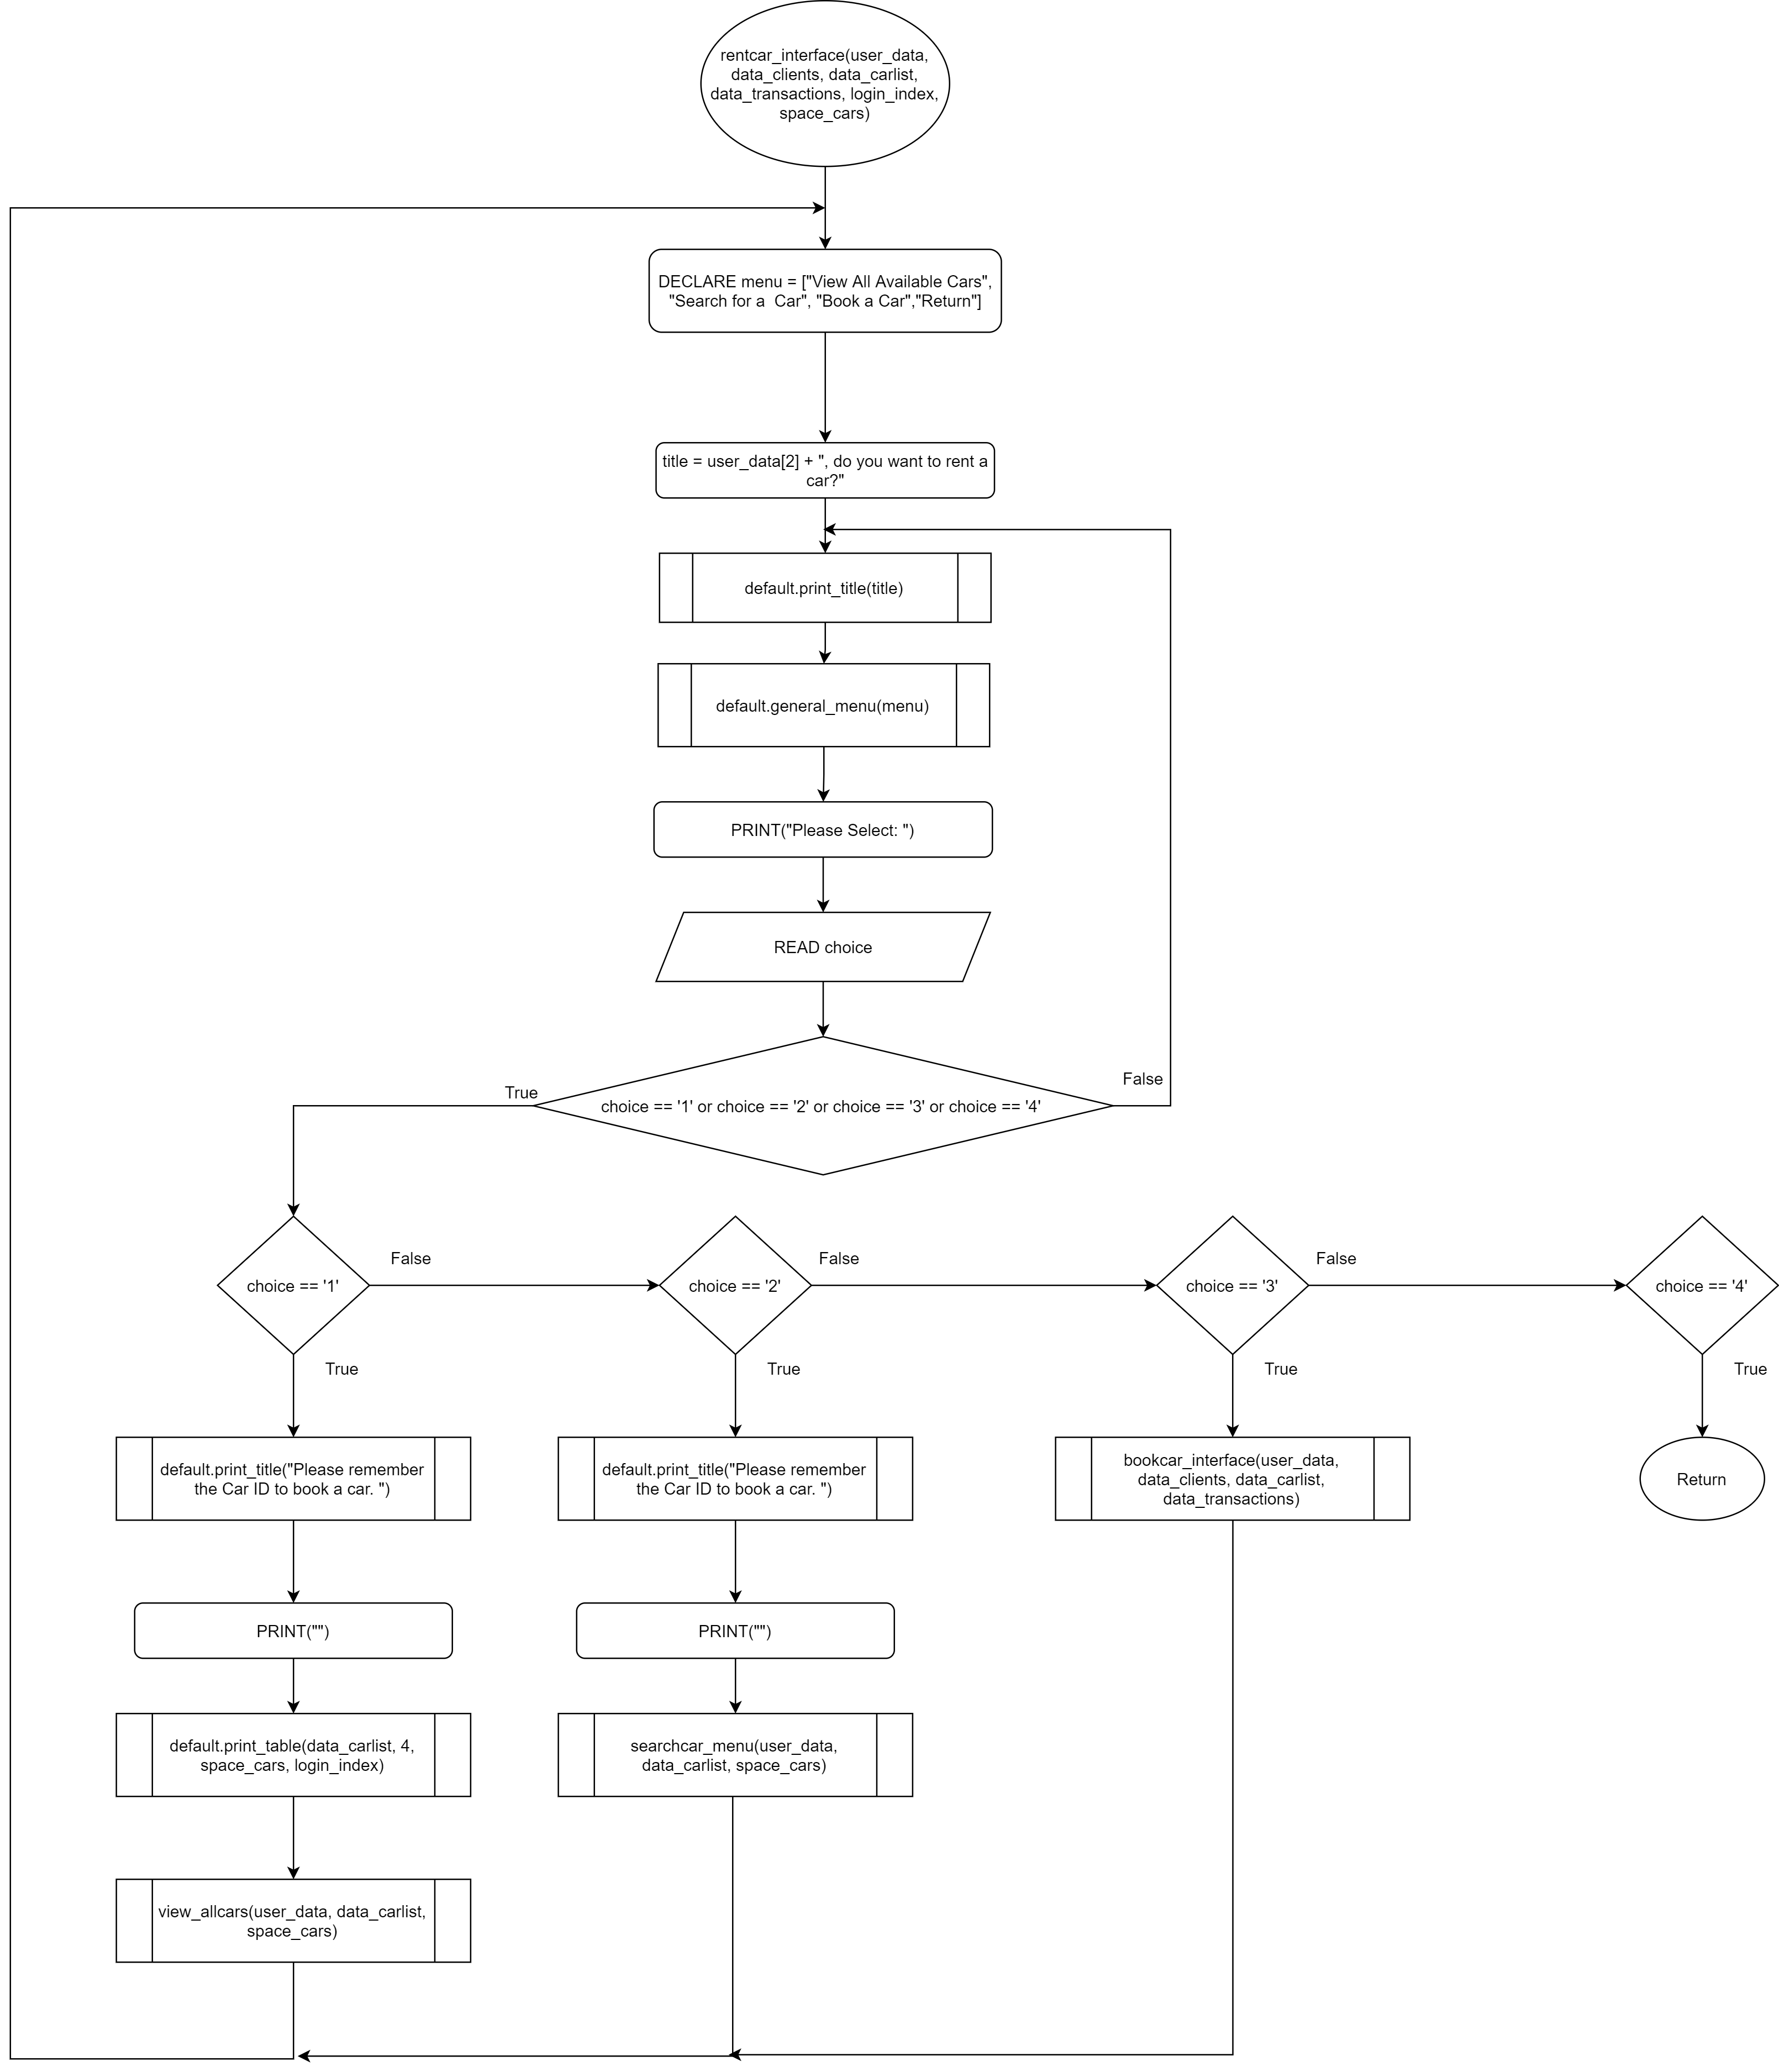 rentcar_interface(user_data,
data_clients, data_carlist,
data_transactions, login_index,
space_cars)
DECLARE menu = ["View All Available Cars",
"Search for a  Car", "Book a Car","Return"]
title = user_data[2] + ", do you want to rent a
car?"
default.print_title(title)
default.general_menu(menu)
PRINT("Please Select: ")
READ choice
True
False
choice == '1' or choice == '2' or choice == '3' or choice == '4'
choice == '1'
False
choice == '2'
False
choice == '3'
False
choice == '4'
True
True
True
True
default.print_title("Please remember
the Car ID to book a car. ")
default.print_title("Please remember
the Car ID to book a car. ")
bookcar_interface(user_data,
data_clients, data_carlist,
data_transactions)
Return
PRINT("")
PRINT("")
default.print_table(data_carlist, 4,
space_cars, login_index)
searchcar_menu(user_data,
data_carlist, space_cars)
view_allcars(user_data, data_carlist,
space_cars)